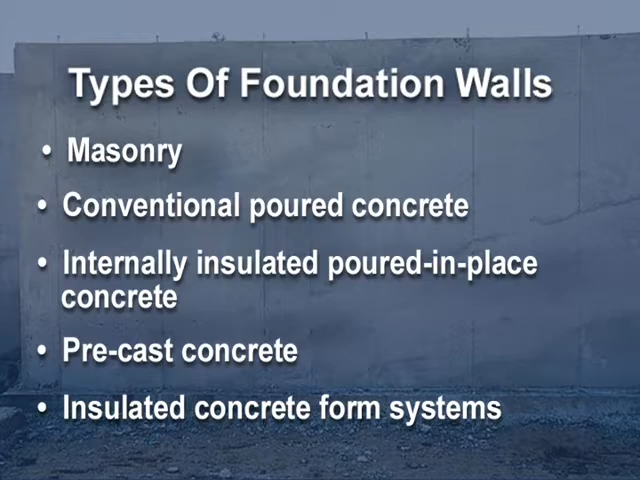 Types Of Foundation Walls
• Masonry
• Conventional poured concrete
• Internally insulated poured-in-place
concrete
• Pre-cast concrete
• Insulated concrete form systems